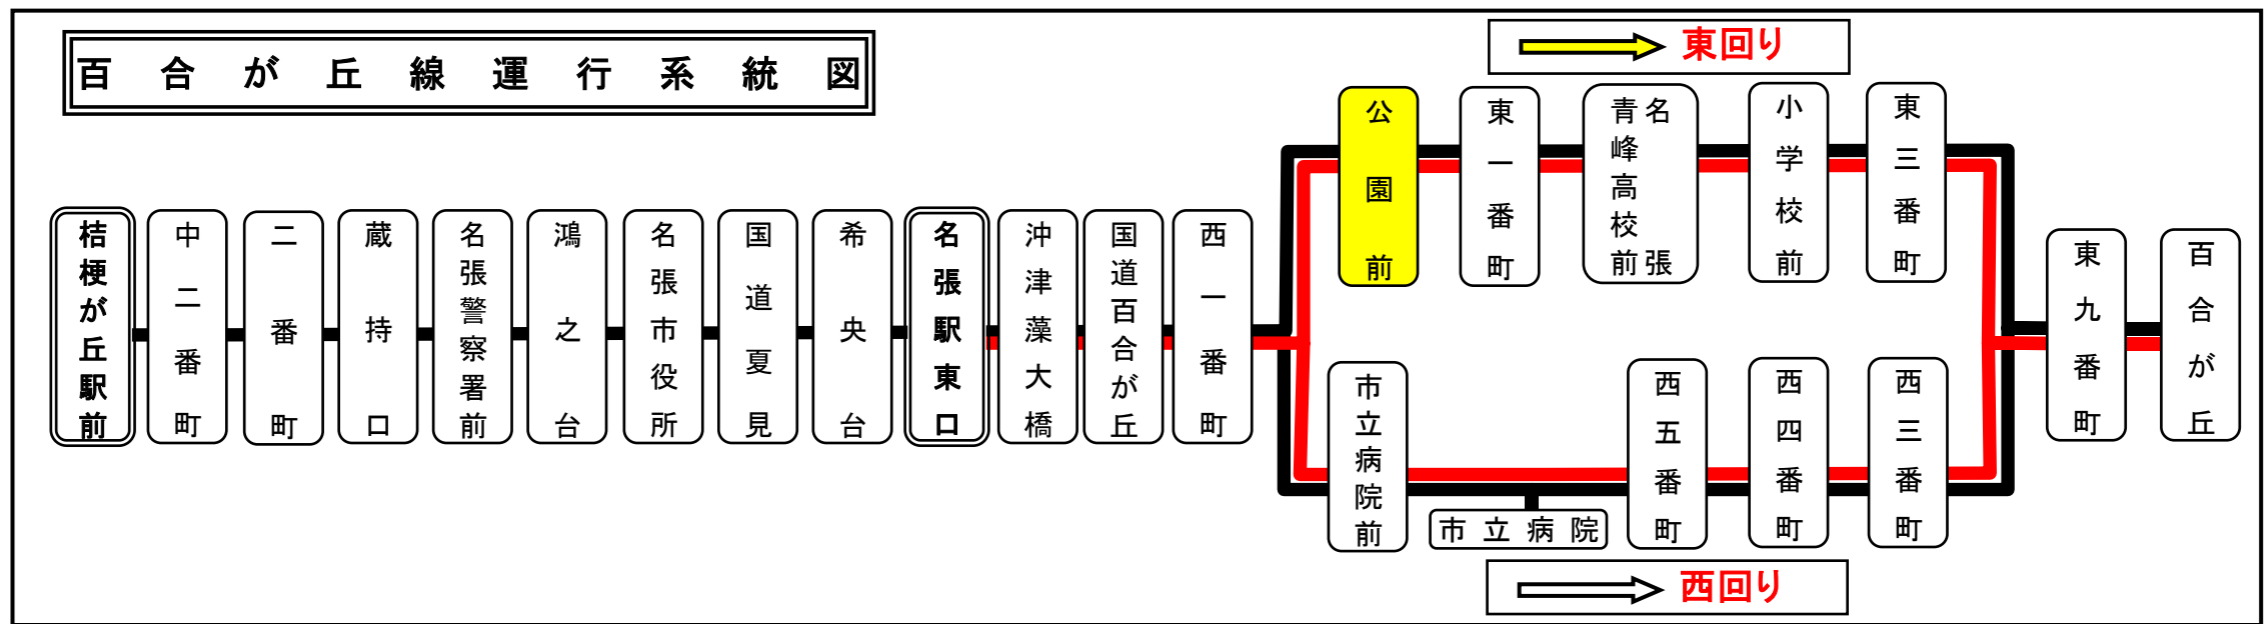 百合が丘線運行系統図
東回り
桔梗が丘駅前
中二番町
二番町
蔵持口
名張警察署前
鴻之台
名張市役所
国道夏見
希央台
名張駅東口
沖津藻大橋
国道百合が丘
西一番町
公園前
東一番町
名張
青峰高校前
小学校前
東三番町
市立病院前
市立病院
西五番町
西四番町
西三番町
東九番町
百合が丘
西回り